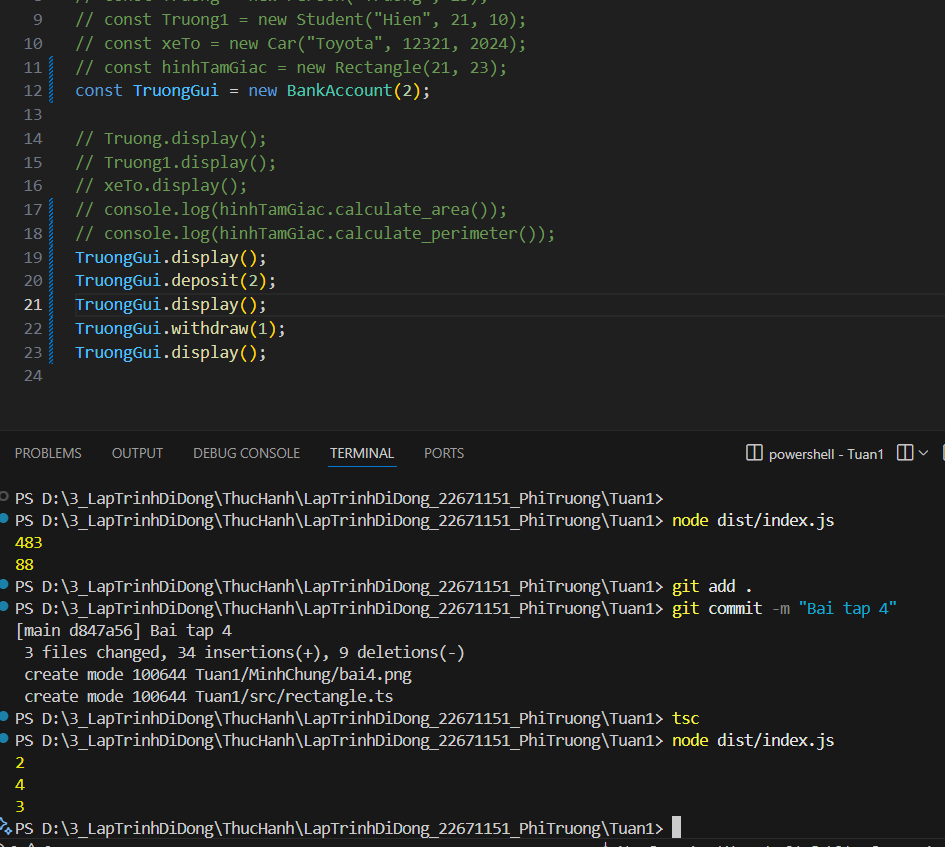 9 // const Truong1 = new Student("Hien", 21, 10);
10 // const xeTo = new Car("Toyota", 12321, 2024);
11 // const hinhTamGiac = new Rectangle(21, 23);
12 const TruongGui = new BankAccount(2);
13
14 // Truong.display();
15 // Truong1.display();
16 // xeTo.display();
17 // console.log(hinhTamGiac.calculate_area());
18 // console.log(hinhTamGiac.calculate_perimeter());
19 TruongGui.display();
20 TruongGui.deposit(2);
21 TruongGui.display();
22 TruongGui.withdraw(1);
23 TruongGui.display();
24
PROBLEMS OUTPUT DEBUG CONSOLE TERMINAL PORTS powershell - Tuan1
PS D:\3_LapTrinhDiDong\ThucHanh\LapTrinhDiDong_22671151_PhiTruong\Tuan1>
PS D:\3_LapTrinhDiDong\ThucHanh\LapTrinhDiDong_22671151_PhiTruong\Tuan1> node dist/index.js
483
88
PS D:\3_LapTrinhDiDong\ThucHanh\LapTrinhDiDong_22671151_PhiTruong\Tuan1> git add .
PS D:\3_LapTrinhDiDong\ThucHanh\LapTrinhDiDong_22671151_PhiTruong\Tuan1> git commit -m "Bai tap 4"
[main d847a56] Bai tap 4
3 files changed, 34 insertions(+), 9 deletions(-)
create mode 100644 Tuan1/MinhChung/bai4.png
create mode 100644 Tuan1/src/rectangle.ts
PS D:\3_LapTrinhDiDong\ThucHanh\LapTrinhDiDong_22671151_PhiTruong\Tuan1> tsc
PS D:\3_LapTrinhDiDong\ThucHanh\LapTrinhDiDong_22671151_PhiTruong\Tuan1> node dist/index.js
2
4
3
PS D:\3_LapTrinhDiDong\ThucHanh\LapTrinhDiDong_22671151_PhiTruong\Tuan1>